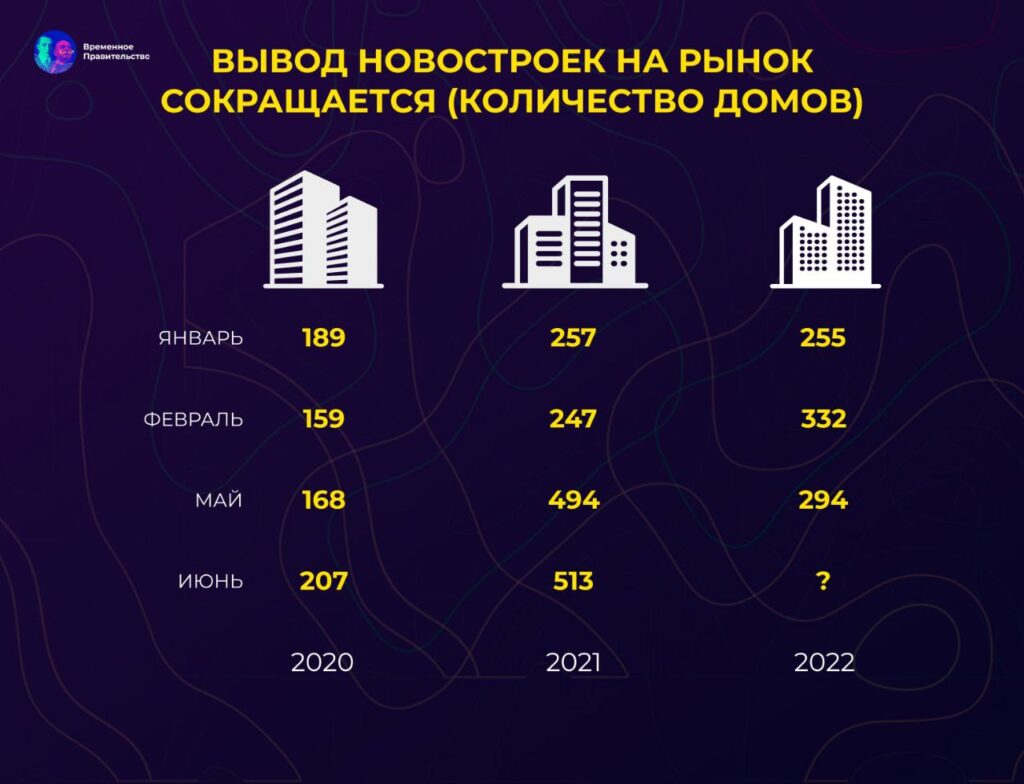 Временное
Правительство
ВЫВОД НОВОСТРОЕК НА РЫНОК
СОКРАЩАЕТСЯ (КОЛИЧЕСТВО ДОМОВ)
ЯНВАРЬ 189 257 255
ФЕВРАЛЬ 159 247 332
МАЙ 168 494 294
ИЮНЬ 207 513 ?
2020 2021 2022